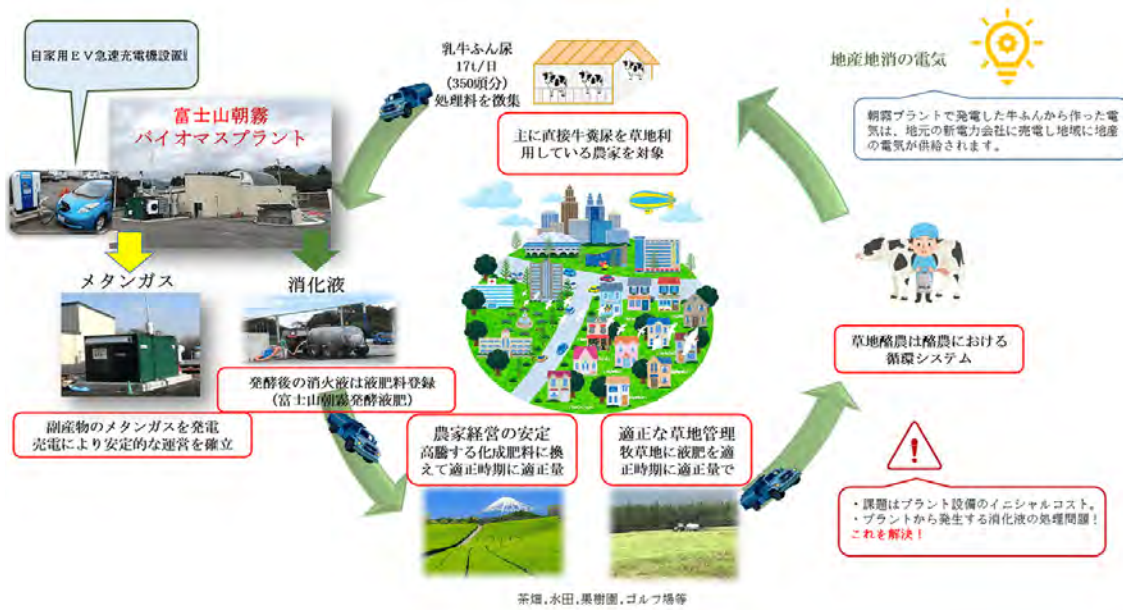 自家用ＥＶ急速充電機設置!
富士山朝霧
バイオマスプラント
乳牛ふん尿
17t/日
(350頭分)
処理料を徴集
主に直接牛糞尿を草地利
用している農家を対象
地産地消の電気
朝霧プラントで発電した牛ふんから作った電
気は、地元の新電力会社に売電し地域に地産
の電気が供給されます。
メタンガス
消化液
発酵後の消火液は液肥料登録
(富士山朝霧発酵液肥)
副産物のメタンガスを発電
売電により安定的な運営を確立
農家経営の安定
高騰する化成肥料に換
えて適正時期に適正量
適正な草地管理
牧草地に液肥を適
正時期に適正量で
草地酪農は酪農における
循環システム
・課題はプラント設備のイニシャルコスト。
・プラントから発生する消化液の処理問題！
これを解決！
茶畑,水田,果樹園,ゴルフ場等